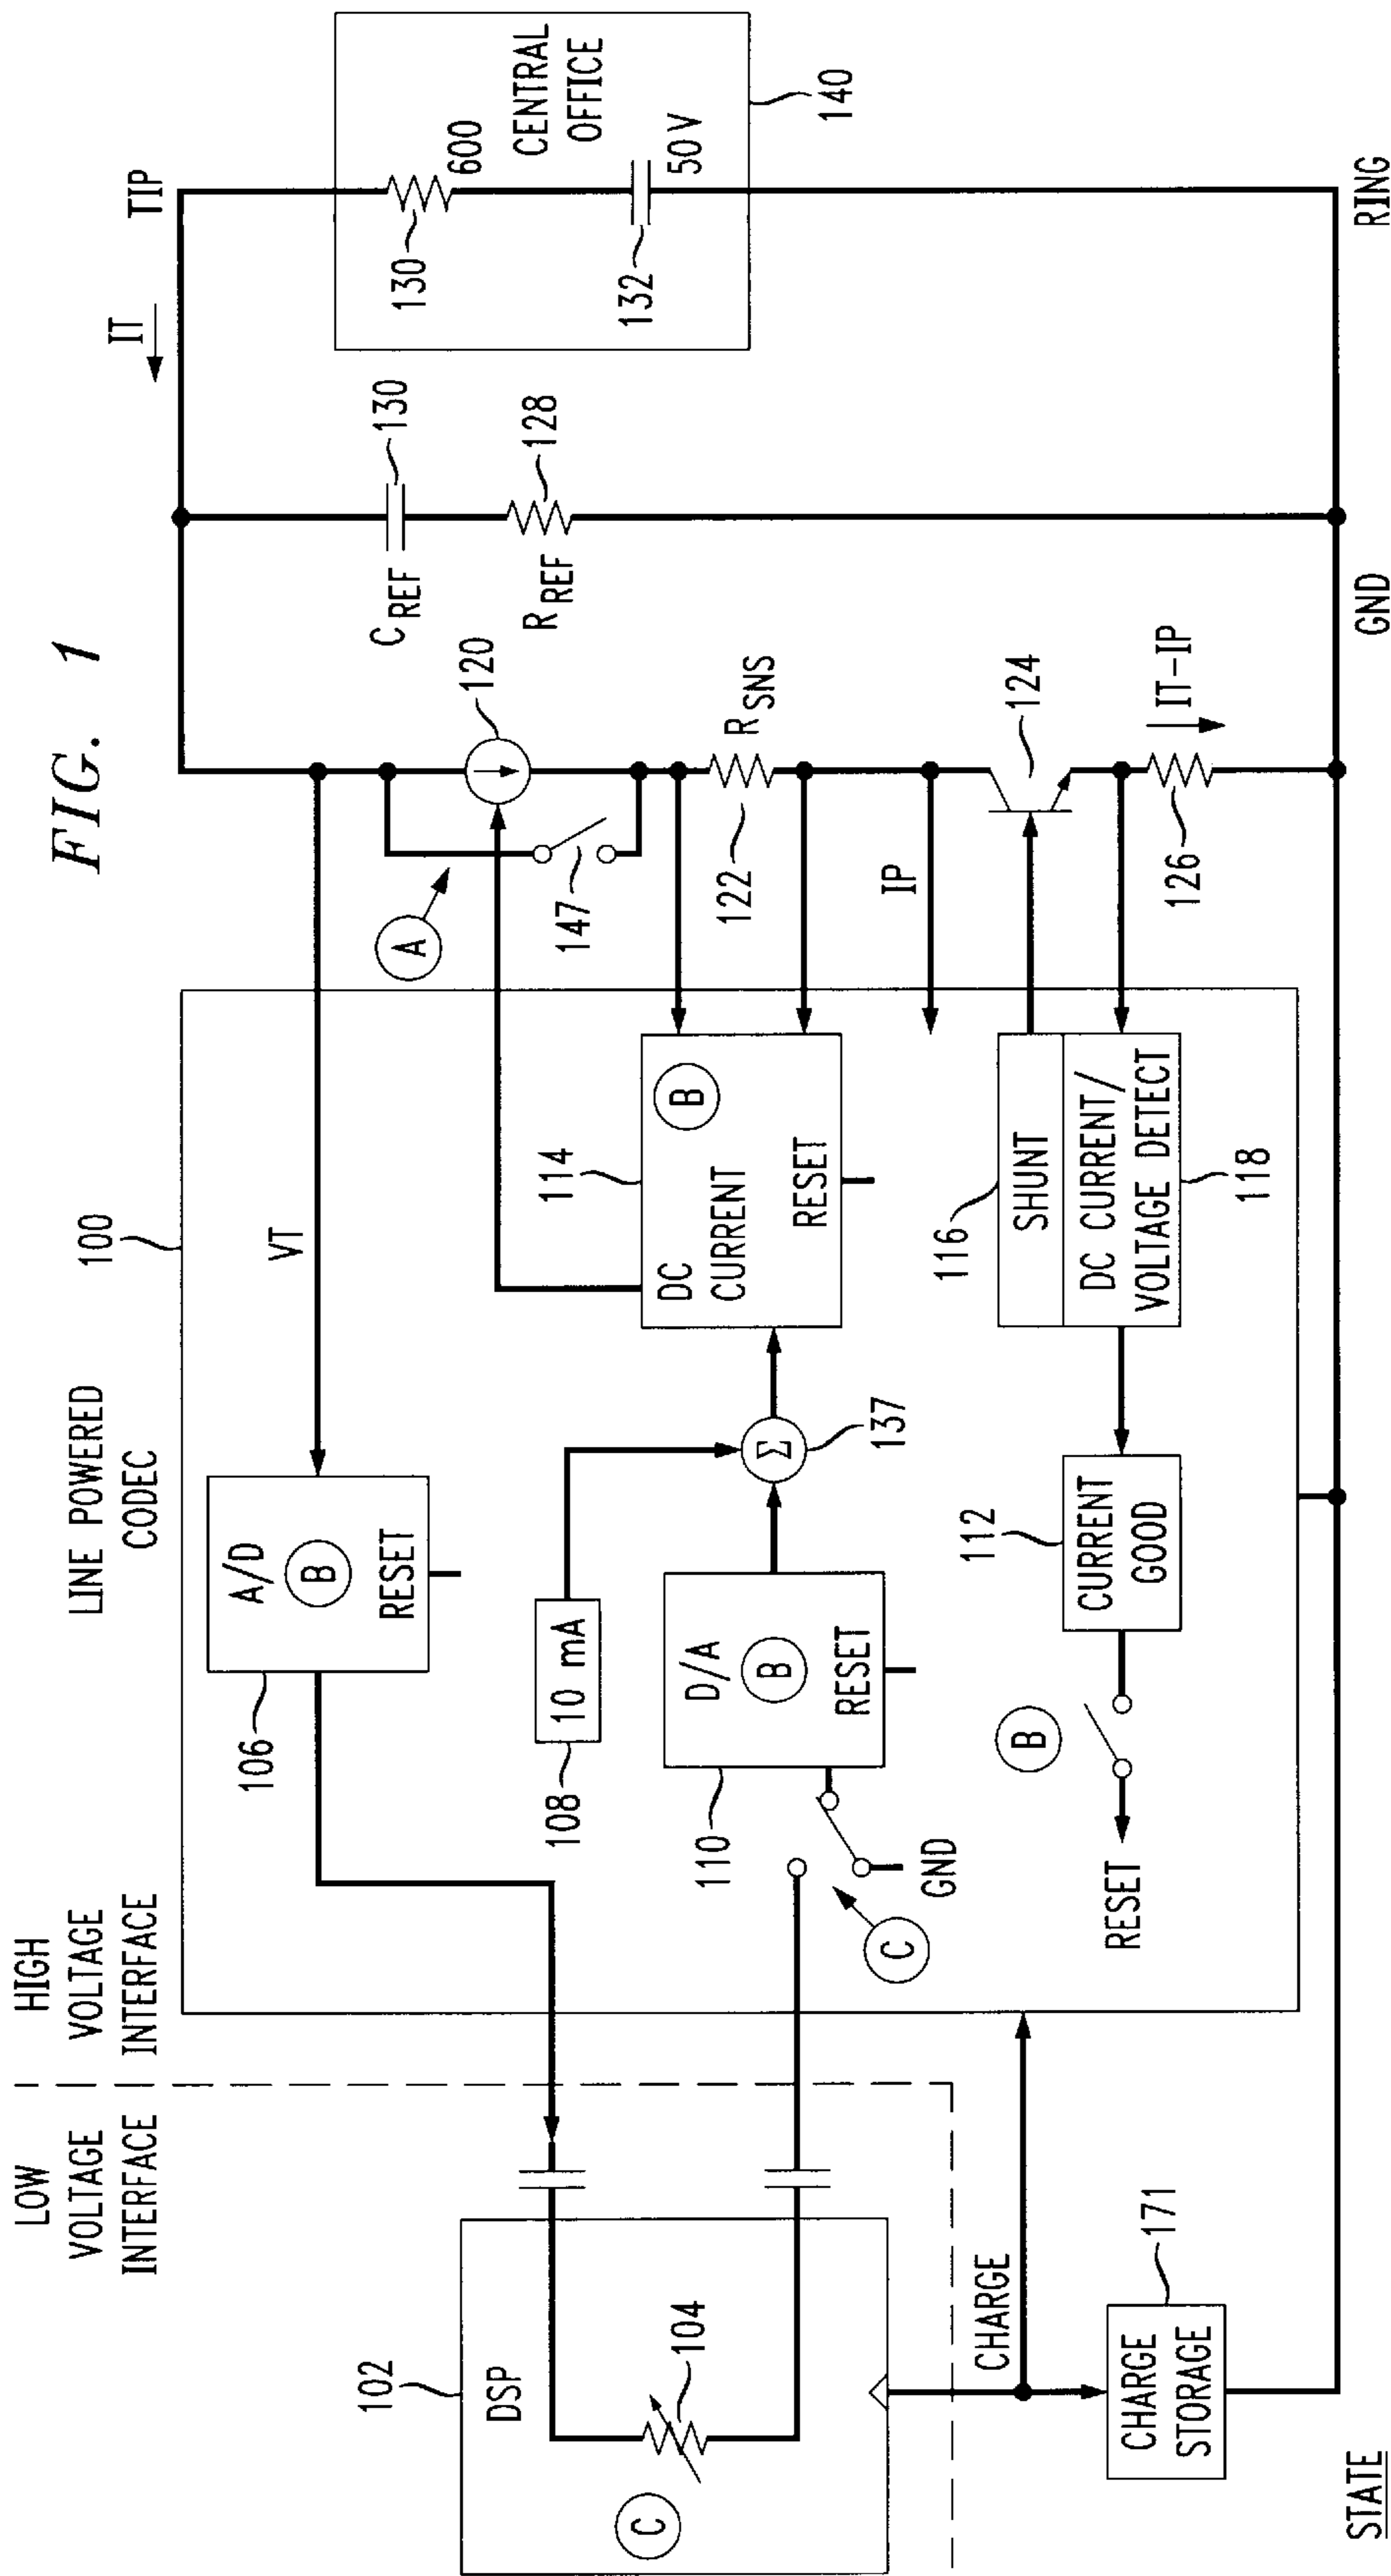 FIG. 1
LOW
VOLTAGE
INTERFACE
HIGH
VOLTAGE
INTERFACE
LINE POWERED
CODEC
100
102
DSP
C
104
106
A/D
B
RESET
VT
108
10 mA
110
D/A
B
RESET
C
GND
Σ
137
114
DC
CURRENT
B
RESET
A
147
120
122
R SNS
IP
116
SHUNT
DC CURRENT/
VOLTAGE DETECT
118
112
CURRENT
GOOD
B
RESET
124
126
IT-IP
C REF
130
R REF
128
IT
TIP
130
600
CENTRAL
OFFICE
132
50V
140
RING
GND
CHARGE
CHARGE
STORAGE
171
STATE